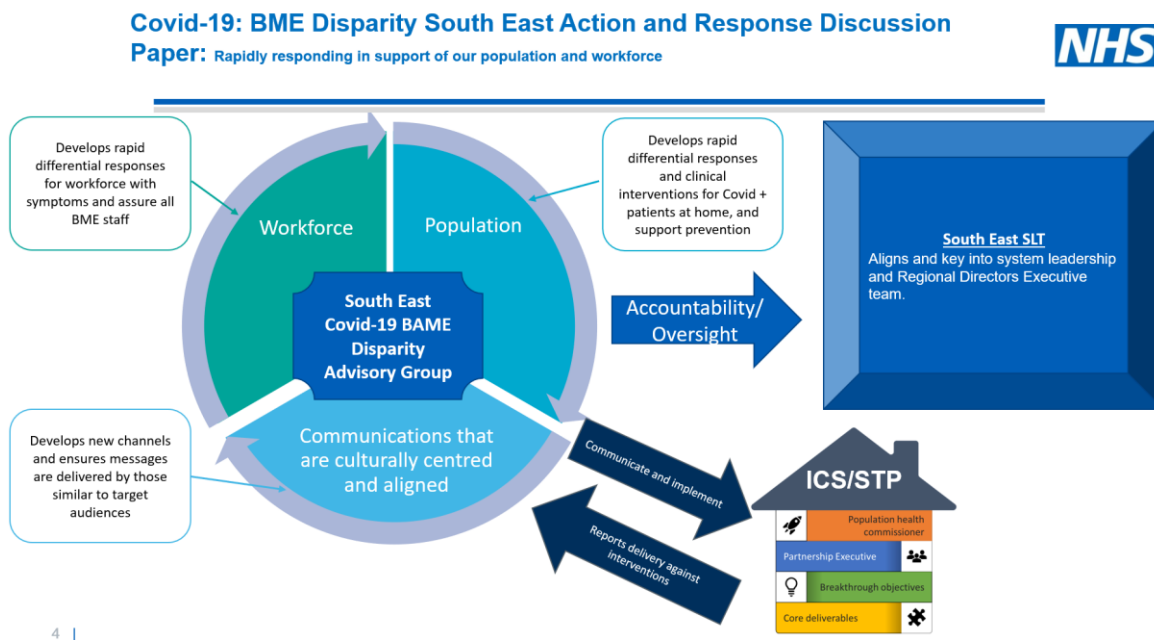 Covid-19: BME Disparity South East Action and Response Discussion
Paper: Rapidly responding in support of our population and workforce
NHS
Develops rapid
differential responses
for workforce with
symptoms and assure all
BME staff
Workforce
Population
Develops rapid
differential responses
and clinical
interventions for Covid +
patients at home, and
support prevention
South East
Covid-19 BAME
Disparity
Advisory Group
Accountability/
Oversight
South East SLT
Aligns and key into system leadership
and Regional Directors Executive
team.
Develops new channels
and ensures messages
are delivered by those
similar to target
audiences
Communications that
are culturally centred
and aligned
Communicate and implement
Reports delivery against
interventions
ICS/STP
Population health
commissioner
Partnership Executive
Breakthrough objectives
Core deliverables
4 |